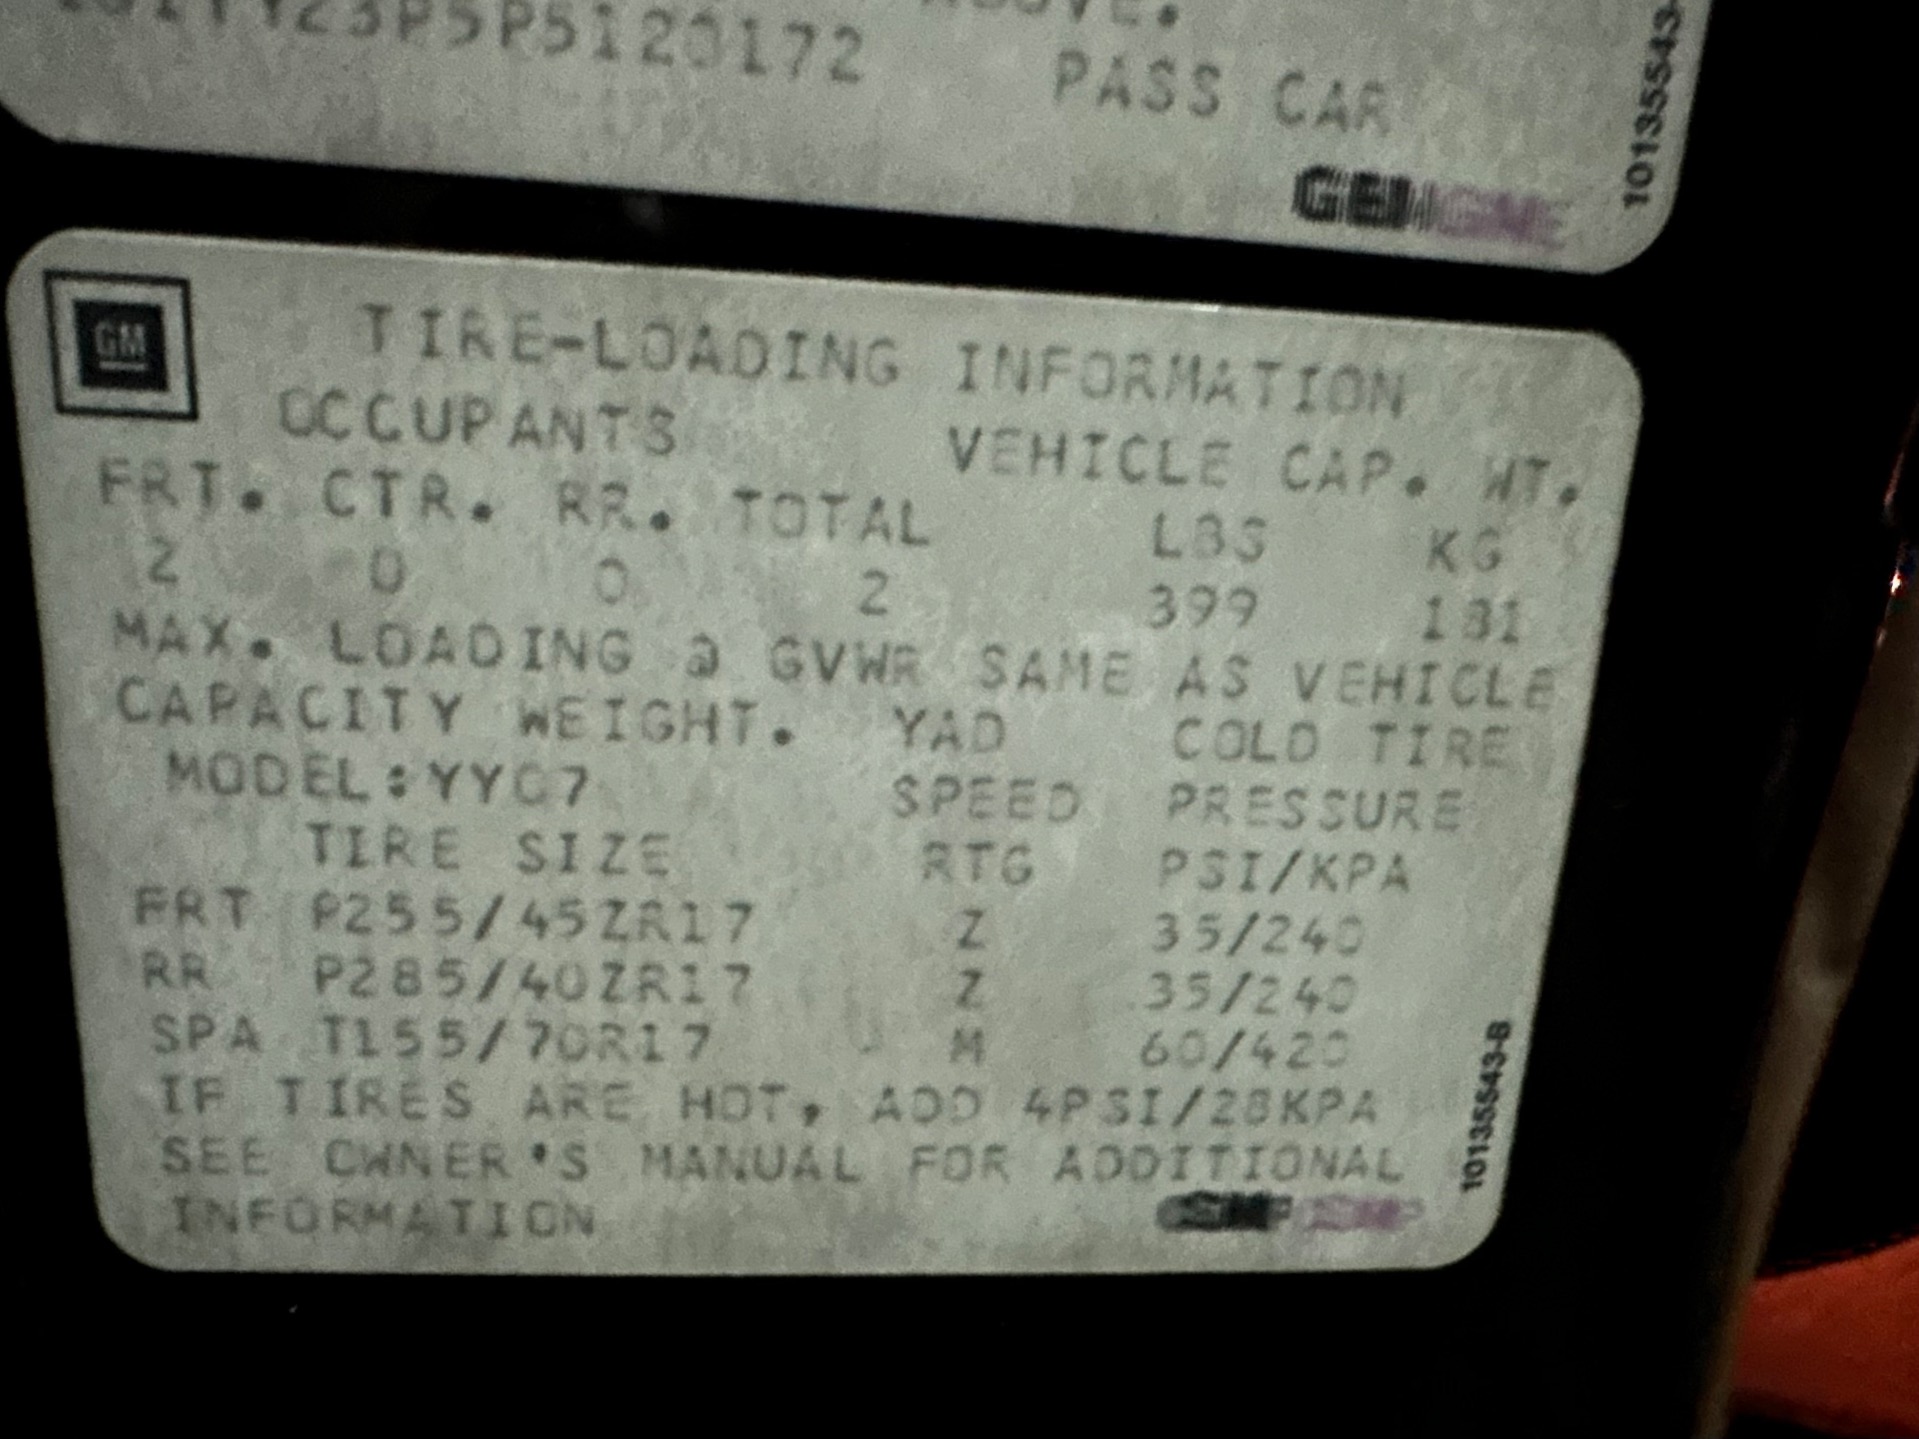 YY23P5P5120172
PASS CAR
10135543-
GM
TIRE-LOADING INFORMATION
OCCUPANTS VEHICLE CAP. WT.
FRT. CTR. RR. TOTAL LBS KG
2 0 0 2 399 181
MAX. LOADING @ GVWR SAME AS VEHICLE
CAPACITY WEIGHT. YAD COLD TIRE
MODEL:YYC7 SPEED PRESSURE
TIRE SIZE RTG PSI/KPA
FRT P255/45ZR17 Z 35/240
RR P285/40ZR17 Z 35/240
SPA T155/70R17 M 60/420
IF TIRES ARE HOT, ADD 4PSI/28KPA
SEE OWNER'S MANUAL FOR ADDITIONAL
INFORMATION
10135543-B